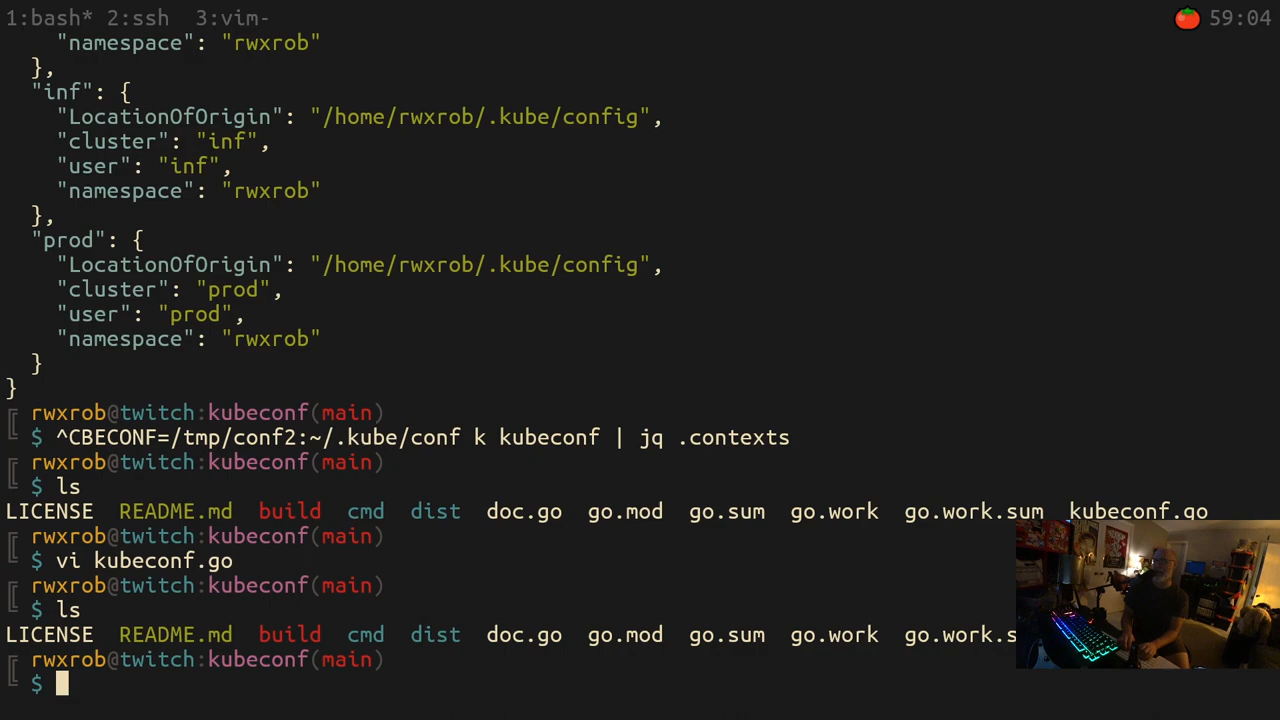 1:bash* 2:ssh  3:vim-
59:04
"namespace": "rwxrob"
},
"inf": {
"LocationOfOrigin": "/home/rwxrob/.kube/config",
"cluster": "inf",
"user": "inf",
"namespace": "rwxrob"
},
"prod": {
"LocationOfOrigin": "/home/rwxrob/.kube/config",
"cluster": "prod",
"user": "prod",
"namespace": "rwxrob"
}
}
rwxrob@twitch:kubeconf(main)
$ ^CBECONF=/tmp/conf2:~/.kube/conf k kubeconf | jq .contexts
rwxrob@twitch:kubeconf(main)
$ ls
LICENSE  README.md  build  cmd  dist  doc.go  go.mod  go.sum  go.work  go.work.sum  kubeconf.go
rwxrob@twitch:kubeconf(main)
$ vi kubeconf.go
rwxrob@twitch:kubeconf(main)
$ ls
LICENSE  README.md  build  cmd  dist  doc.go  go.mod  go.sum  go.work  go.work.s
rwxrob@twitch:kubeconf(main)
$